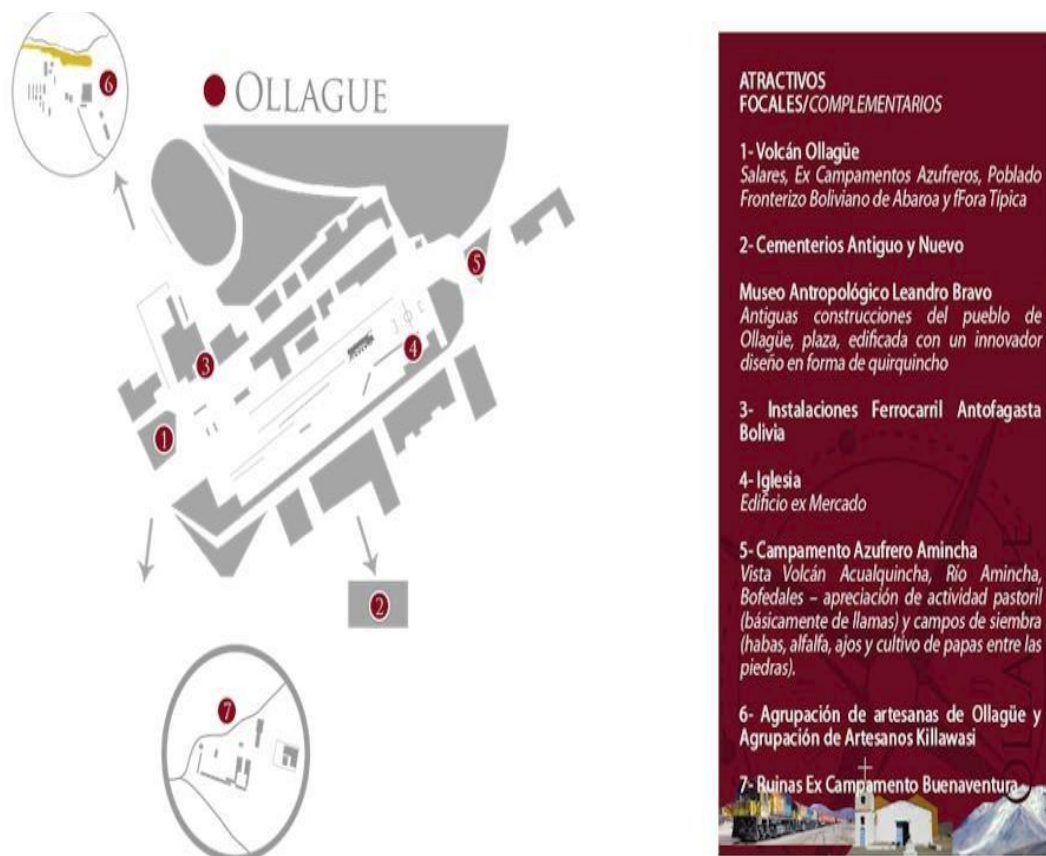 6
OLLAGUE
5
4
3
1
2
7
ATRACTIVOS
FOCALES/COMPLEMENTARIOS
1- Volcán Ollagüe
Salares, Ex Campamentos Azufreros, Poblado
Fronterizo Boliviano de Abaroa y fFora Típica
2- Cementerios Antiguo y Nuevo
Museo Antropológico Leandro Bravo
Antiguas construcciones del pueblo de
Ollagüe, plaza, edificada con un innovador
diseño en forma de quirquincho
3- Instalaciones Ferrocarril Antofagasta
Bolivia
4- Iglesia
Edificio ex Mercado
5- Campamento Azufrero Amincha
Vista Volcán Acualquincha, Río Amincha,
Bofedales – apreciación de actividad pastoril
(básicamente de llamas) y campos de siembra
(habas, alfalfa, ajos y cultivo de papas entre las
piedras).
6- Agrupación de artesanas de Ollagüe y
Agrupación de Artesanos Killawasi
7- Ruinas Ex Campamento Buenaventura
OLLAGÜE